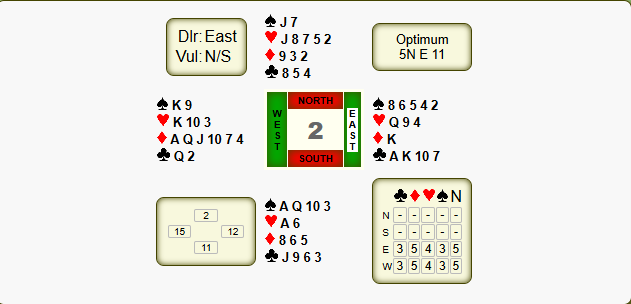 Dlr: East
Vul: N/S
♠ J 7
♥ J 8 7 5 2
♦ 9 3 2
♣ 8 5 4
Optimum
5N E 11
♠ K 9
♥ K 10 3
♦ A Q J 10 7 4
♣ Q 2
NORTH
WEST
2
EAST
SOUTH
♠ 8 6 5 4 2
♥ Q 9 4
♦ K
♣ A K 10 7
2
15 12
11
♠ A Q 10 3
♥ A 6
♦ 8 6 5
♣ J 9 6 3
♣ ♦ ♥ ♠ N
N - - - - -
S - - - - -
E 3 5 4 3 5
W 3 5 4 3 5